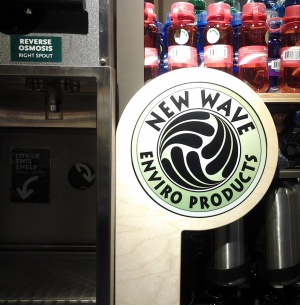 REVERSE
OSMOSIS
RIGHT SPOUT
NEW WAVE
ENVIRO PRODUCTS